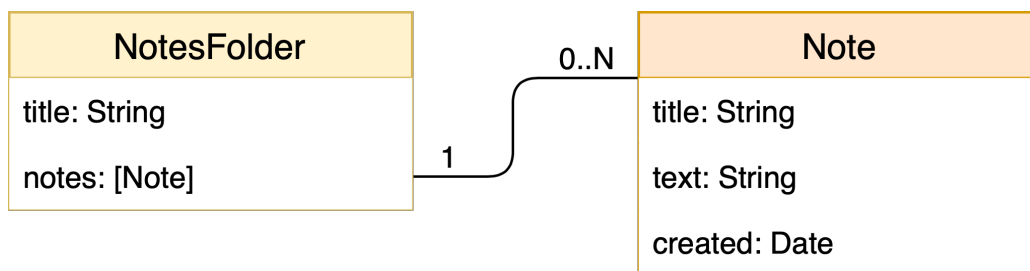 NotesFolder
title: String
notes: [Note]
1
0..N
Note
title: String
text: String
created: Date